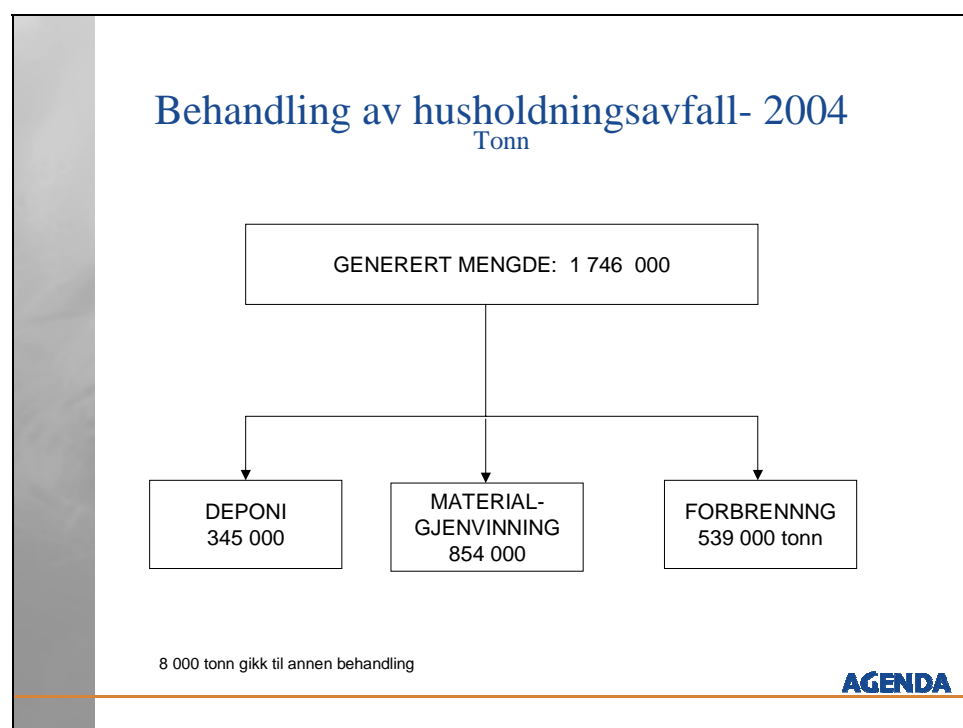 Behandling av husholdningsavfall- 2004
Tonn
GENERERT MENGDE: 1 746 000
DEPONI
345 000
MATERIAL-
GJENVINNING
854 000
FORBRENNNG
539 000 tonn
8 000 tonn gikk til annen behandling
AGENDA